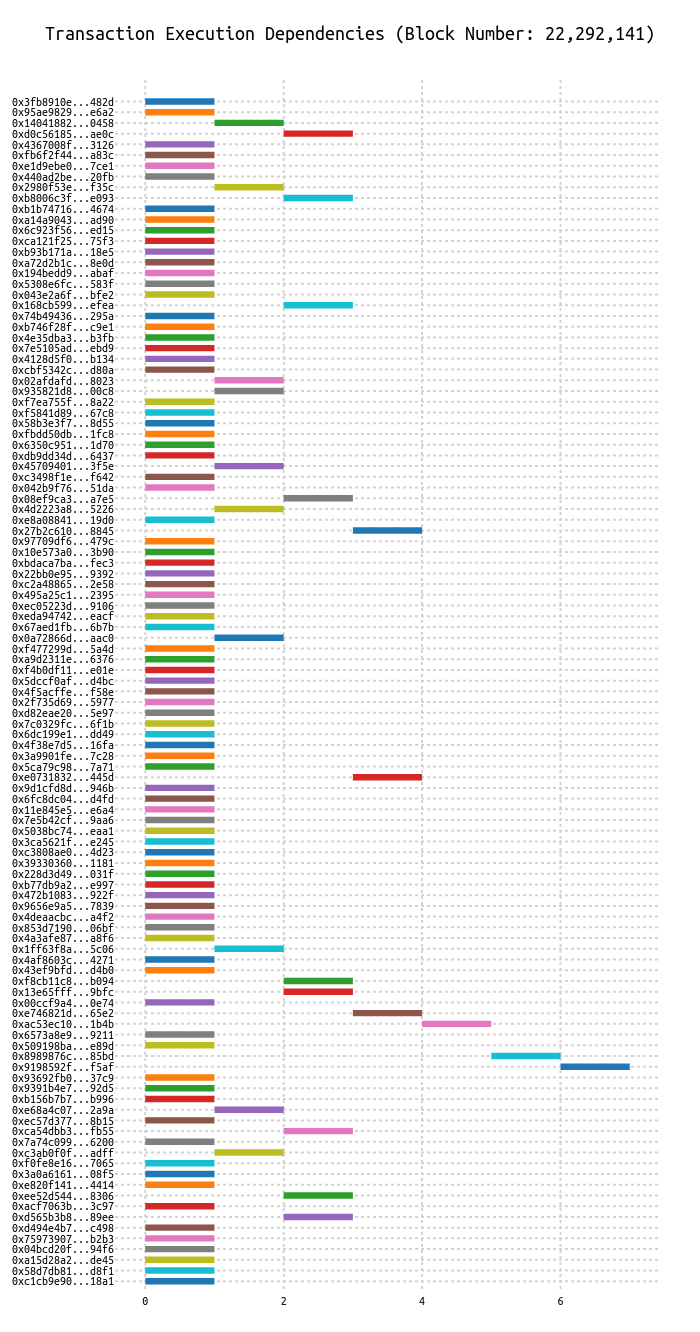 Transaction Execution Dependencies (Block Number: 22,292,141)
0x3fb8910e...482d
0x95ae9829...e6a2
0x14041882...0458
0xd0c56185...ae0c
0x4367008f...3126
0xfb6f2f44...a83c
0xe1d9ebe0...7ce1
0x440ad2be...20fb
0x2980f53e...f35c
0xb8006c3f...e093
0xb1b74716...4674
0xa14a9043...ad90
0x6c923f56...ed15
0xca121f25...75f3
0xb93b171a...18e5
0xa72d2b1c...8e0d
0x194bedd9...abaf
0x5308e6fc...583f
0x043e2a6f...bfe2
0x168cb599...efea
0x74b49436...295a
0xb746f28f...c9e1
0x4e35dba3...b3fb
0x7e5105ad...ebd9
0x4128d5f0...b134
0xcbf5342c...d80a
0x02afdafd...8023
0x935821d8...00c8
0xf7ea755f...8a22
0xf5841d89...67c8
0x58b3e3f7...8d55
0xfbdd50db...1fc8
0x6350c951...1d70
0xdb9dd34d...6437
0x45709401...3f5e
0xc3498f1e...f642
0x042b9f76...51da
0x08ef9ca3...a7e5
0x4d2223a8...5226
0xe8a08841...19d0
0x27b2c610...8845
0x97709df6...479c
0x10e573a0...3b90
0xbdaca7ba...fec3
0x22bb0e95...9392
0xc2a48865...2e58
0x495a25c1...2395
0xec05223d...9106
0xeda94742...eacf
0x67aed1fb...6b7b
0x0a72866d...aac0
0xf477299d...5a4d
0xa9d2311e...6376
0xf4b0df11...e01e
0x5dccf0af...d4bc
0x4f5acffe...f58e
0x2f735d69...5977
0xd82eae20...5e97
0x7c0329fc...6f1b
0x6dc199e1...dd49
0x4f38e7d5...16fa
0x3a9901fe...7c28
0x5ca79c98...7a71
0xe0731832...445d
0x9d1cfd8d...946b
0x6fc8dc04...d4fd
0x11e845e5...e6a4
0x7e5b42cf...9aa6
0x5038bc74...eaa1
0x3ca5621f...e245
0xc3808ae0...4d23
0x39330360...1181
0x228d3d49...031f
0xb77db9a2...e997
0x472b1083...922f
0x9656e9a5...7839
0x4deaacbc...a4f2
0x853d7190...06bf
0x4a3afe87...a8f6
0x1ff63f8a...5c06
0x4af8603c...4271
0x43ef9bfd...d4b0
0xf8cb11c8...b094
0x13e65fff...9bfc
0x00ccf9a4...0e74
0xe746821d...65e2
0xac53ec10...1b4b
0x6573a8e9...9211
0x509198ba...e89d
0x8989876c...85bd
0x9198592f...f5af
0x93692fb0...37c9
0x9391b4e7...92d5
0xb156b7b7...b996
0xe68a4c07...2a9a
0xec57d377...8b15
0xca54dbb3...fb55
0x7a74c099...6200
0xc3ab0f0f...adff
0xf0fe8e16...7065
0x3a0a6161...08f5
0xe820f141...4414
0xee52d544...8306
0xacf7063b...3c97
0xd565b3b8...89ee
0xd494e4b7...c498
0x75973907...b2b3
0x04bcd20f...94f6
0xa15d28a2...de45
0x58d7db81...d8f1
0xc1cb9e90...18a1
0 2 4 6